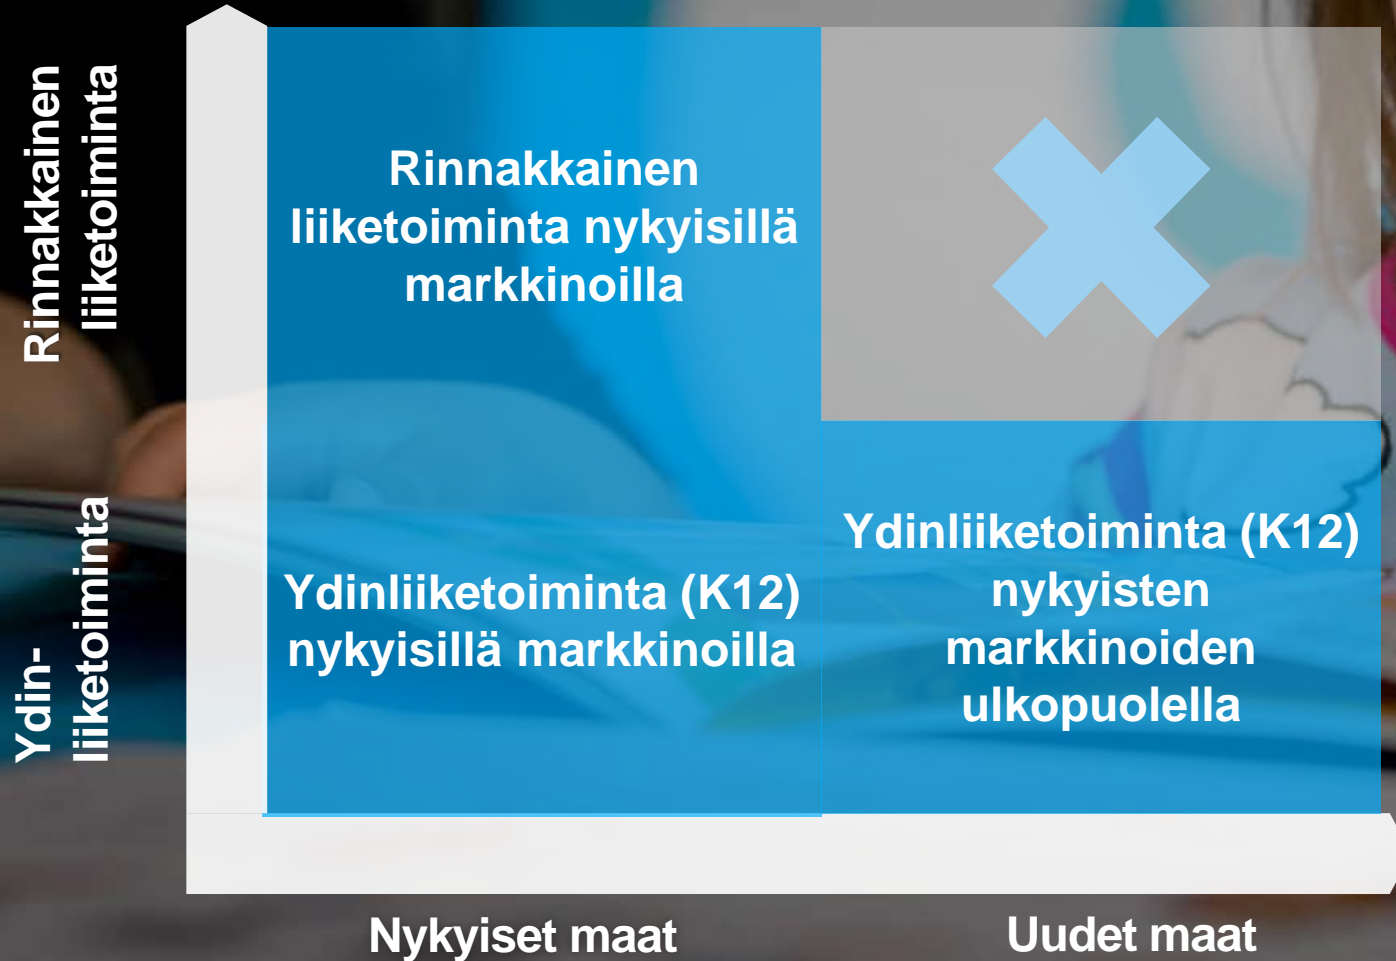 Rinnakkainen
liiketoiminta
Rinnakkainen
liiketoiminta nykyisillä
markkinoilla
Ydin-
liiketoiminta
Ydinliiketoiminta (K12)
nykyisillä markkinoilla
Ydinliiketoiminta (K12)
nykyisten
markkinoiden
ulkopuolella
Nykyiset maat
Uudet maat